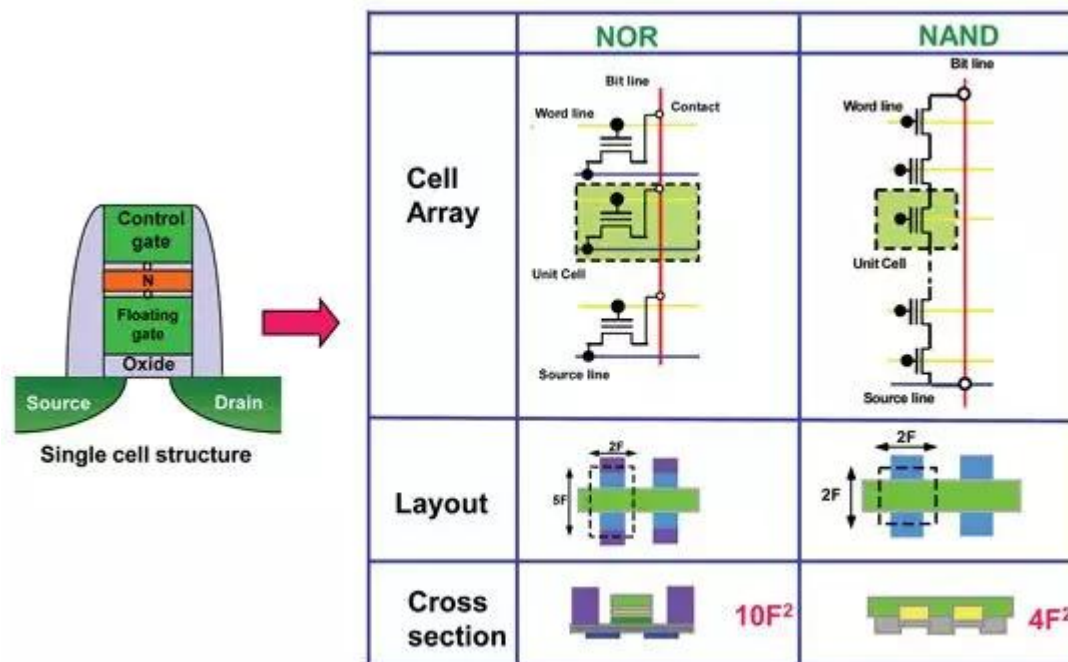 NOR
NAND
Cell
Array
Bit line
Word line
Contact
Unit Cell
Source line
Bit line
Word line
Unit Cell
Source line
Control
gate
O
N
O
Floating
gate
Oxide
Source
Drain
Single cell structure
Layout
2F
5F
2F
2F
Cross
section
10F²
4F²